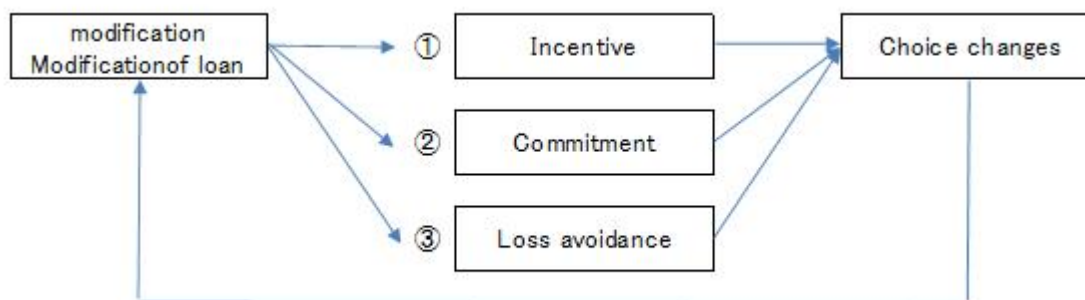 modification
Modificationof loan
① Incentive
Choice changes
② Commitment
③ Loss avoidance